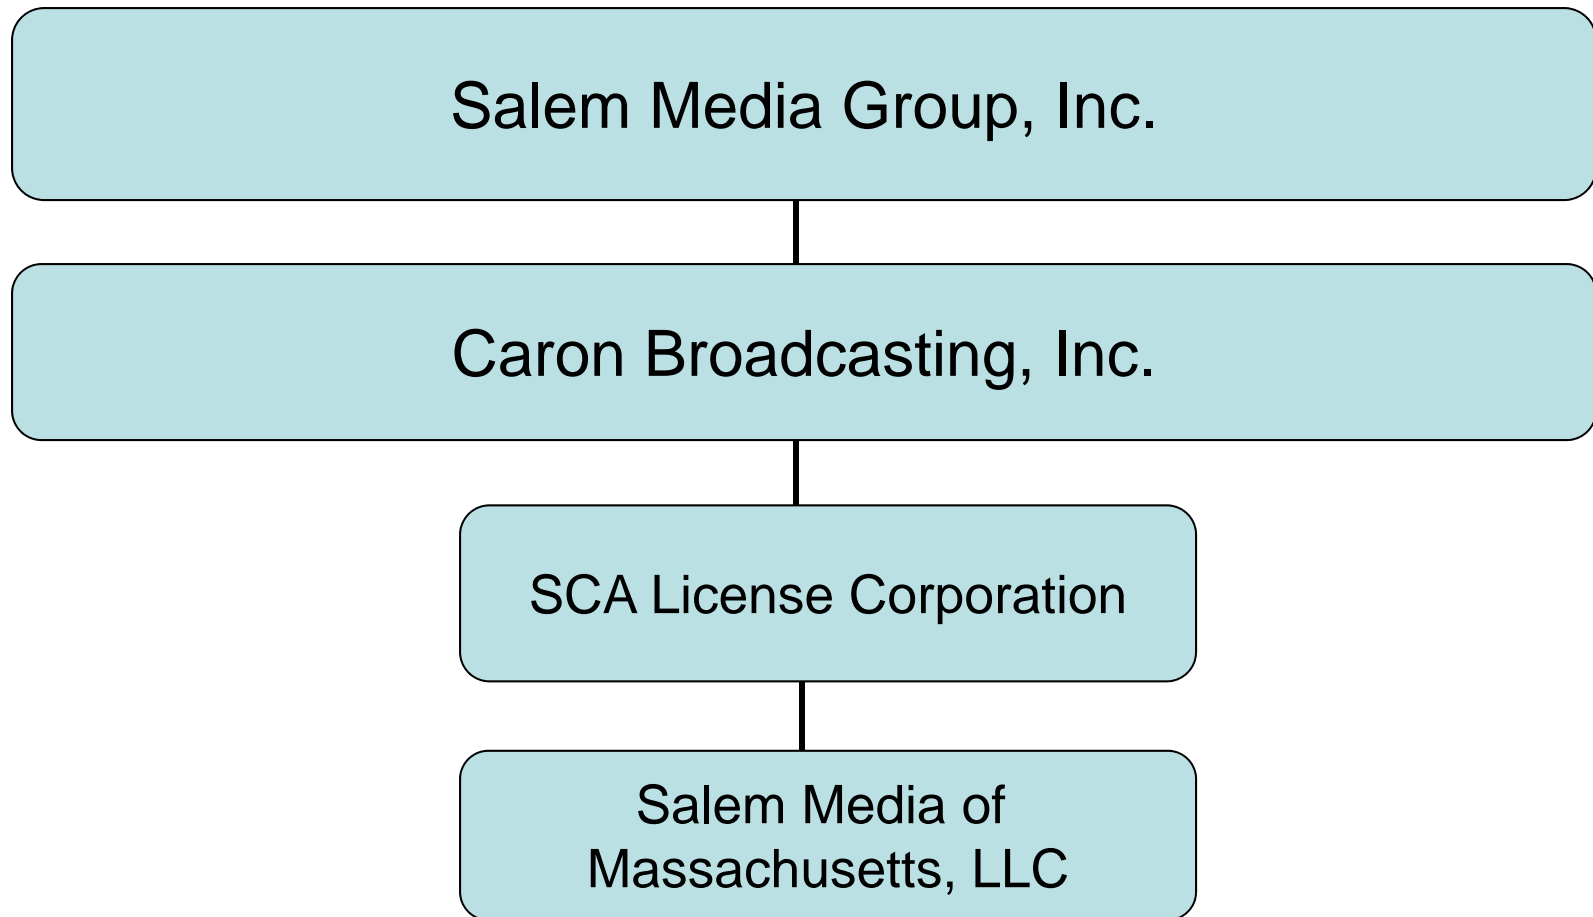 Salem Media Group, Inc.
Caron Broadcasting, Inc.
SCA License Corporation
Salem Media of
Massachusetts, LLC